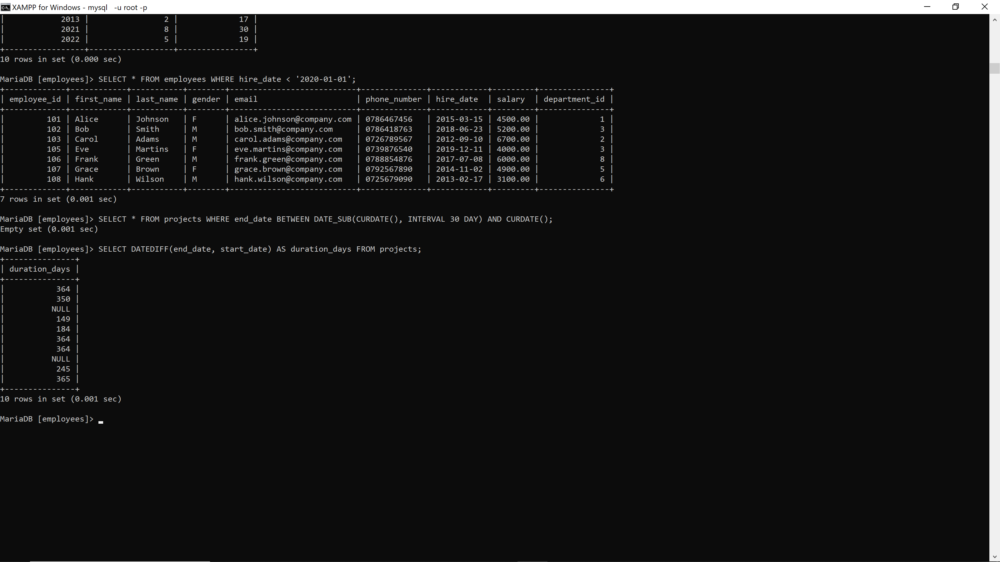 XAMPP for Windows - mysql -u root -p
| 2013 | 2 | 17 |
| 2021 | 8 | 30 |
| 2022 | 5 | 19 |
+-----------------+------------------+----------------+
10 rows in set (0.000 sec)
MariaDB [employees]> SELECT * FROM employees WHERE hire_date < '2020-01-01';
+-------------+------------+-----------+--------+---------------------------+--------------+------------+---------+---------------+
| employee_id | first_name | last_name | gender | email | phone_number | hire_date | salary | department_id |
+-------------+------------+-----------+--------+---------------------------+--------------+------------+---------+---------------+
| 101 | Alice | Johnson | F | alice.johnson@company.com | 0786467456 | 2015-03-15 | 4500.00 | 1 |
| 102 | Bob | Smith | M | bob.smith@company.com | 0786418763 | 2018-06-23 | 5200.00 | 3 |
| 103 | Carol | Adams | M | carol.adams@company.com | 0726789567 | 2012-09-10 | 6700.00 | 2 |
| 105 | Eve | Martins | F | eve.martins@company.com | 0739876540 | 2019-12-11 | 4000.00 | 3 |
| 106 | Frank | Green | M | frank.green@company.com | 0788854876 | 2017-07-08 | 6000.00 | 8 |
| 107 | Grace | Brown | F | grace.brown@company.com | 0792567890 | 2014-11-02 | 4900.00 | 5 |
| 108 | Hank | Wilson | M | hank.wilson@company.com | 0725679090 | 2013-02-17 | 3100.00 | 6 |
+-------------+------------+-----------+--------+---------------------------+--------------+------------+---------+---------------+
7 rows in set (0.001 sec)
MariaDB [employees]> SELECT * FROM projects WHERE end_date BETWEEN DATE_SUB(CURDATE(), INTERVAL 30 DAY) AND CURDATE();
Empty set (0.001 sec)
MariaDB [employees]> SELECT DATEDIFF(end_date, start_date) AS duration_days FROM projects;
+---------------+
| duration_days |
+---------------+
| 364 |
| 350 |
| NULL |
| 149 |
| 184 |
| 364 |
| 364 |
| NULL |
| 245 |
| 365 |
+---------------+
10 rows in set (0.001 sec)
MariaDB [employees]>